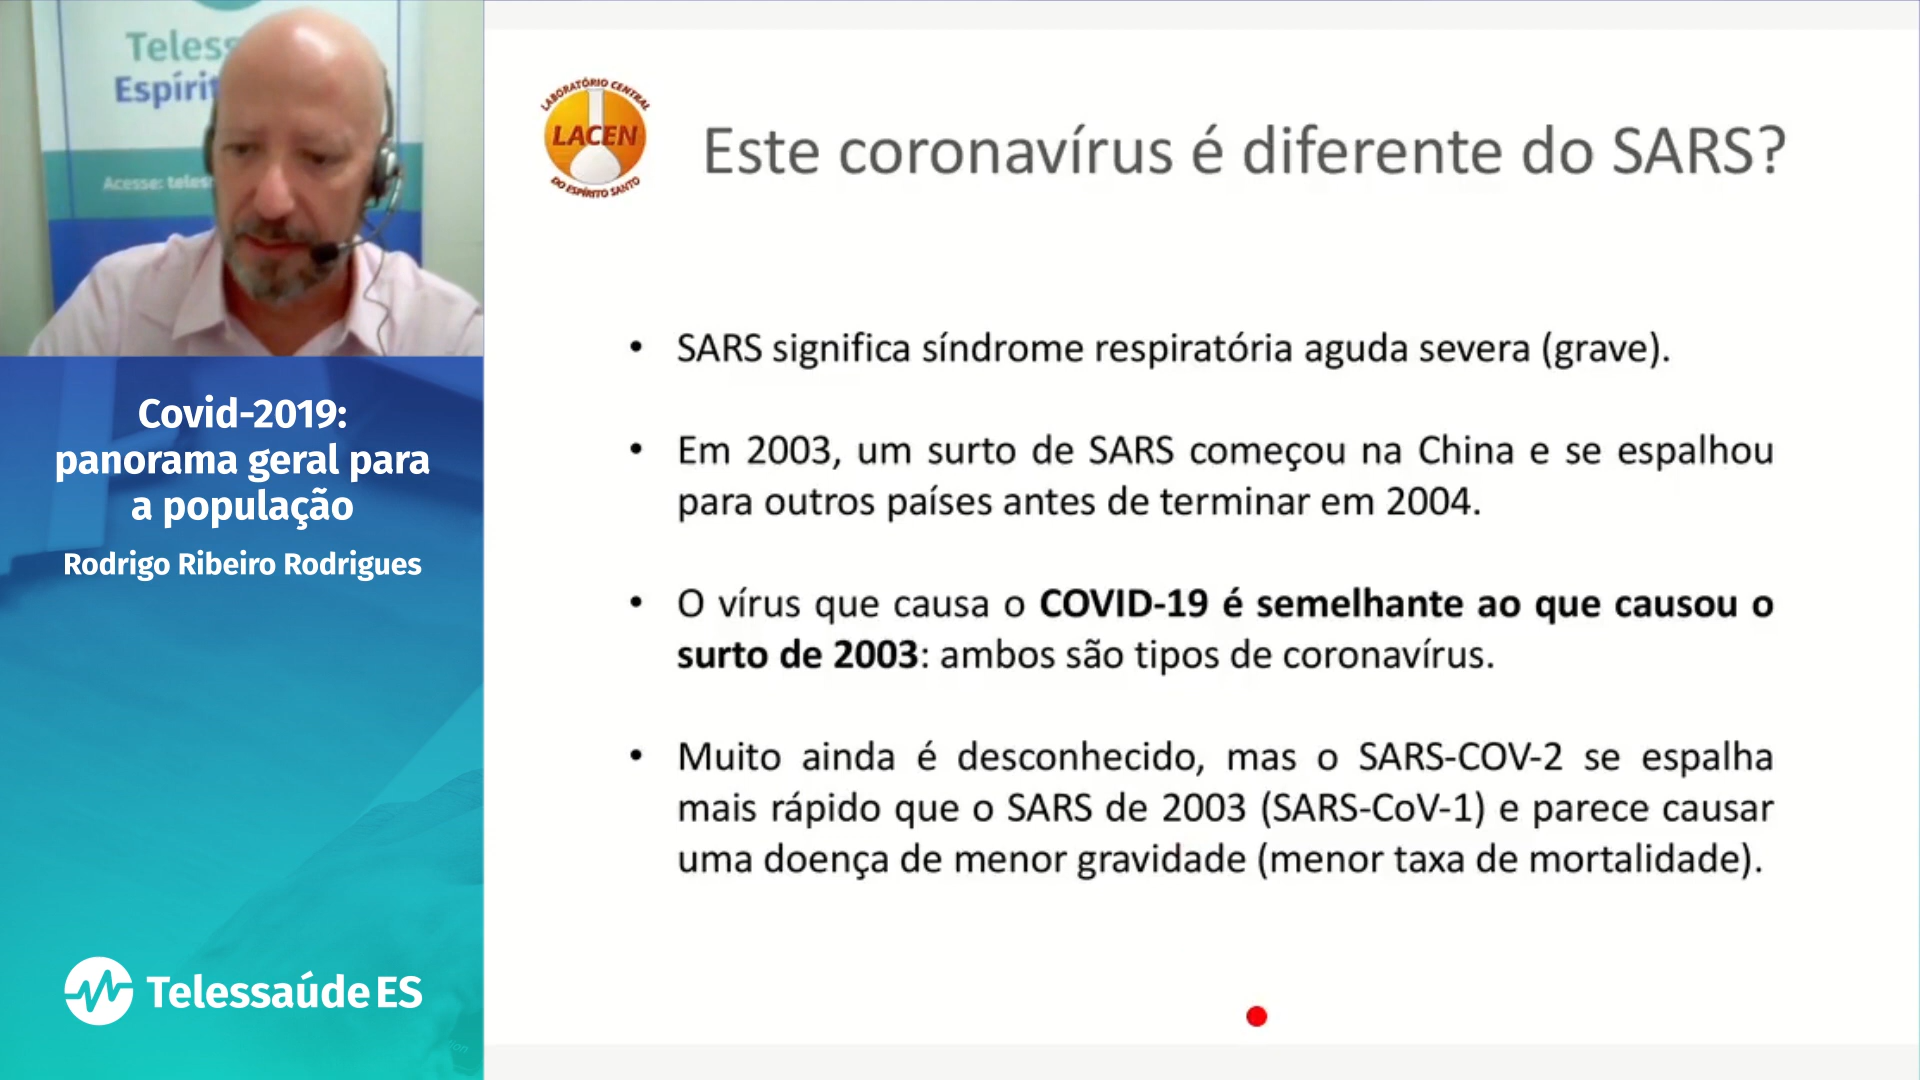 Teless
Espírit
Acesse: teless
Covid-2019:
panorama geral para
a população
Rodrigo Ribeiro Rodrigues
TelessaúdeES
LABORATÓRIO CENTRAL
LACEN
DO ESPÍRITO SANTO
Este coronavírus é diferente do SARS?
• SARS significa síndrome respiratória aguda severa (grave).
• Em 2003, um surto de SARS começou na China e se espalhou
para outros países antes de terminar em 2004.
• O vírus que causa o COVID-19 é semelhante ao que causou o
surto de 2003: ambos são tipos de coronavírus.
• Muito ainda é desconhecido, mas o SARS-COV-2 se espalha
mais rápido que o SARS de 2003 (SARS-CoV-1) e parece causar
uma doença de menor gravidade (menor taxa de mortalidade).